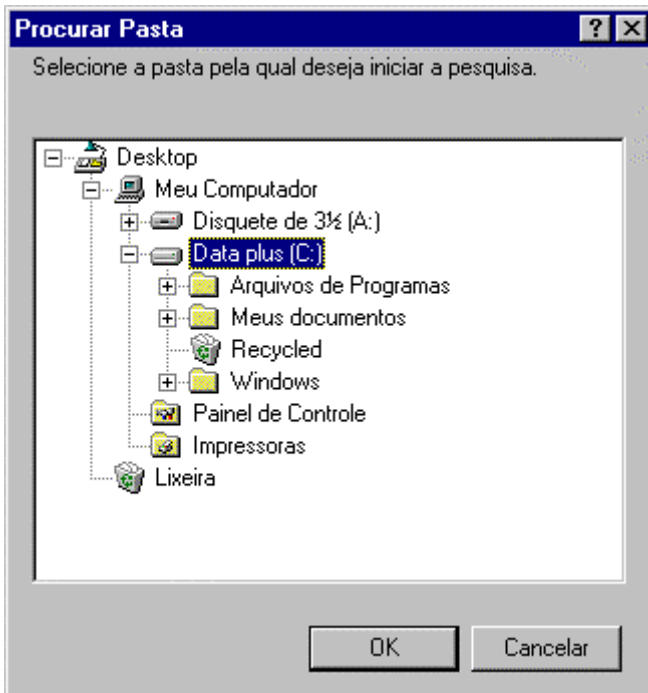 Procurar Pasta
Selecione a pasta pela qual deseja iniciar a pesquisa.
Desktop
Meu Computador
Disquete de 3½ (A:)
Data plus (C:)
Arquivos de Programas
Meus documentos
Recycled
Windows
Painel de Controle
Impressoras
Lixeira
OK Cancelar